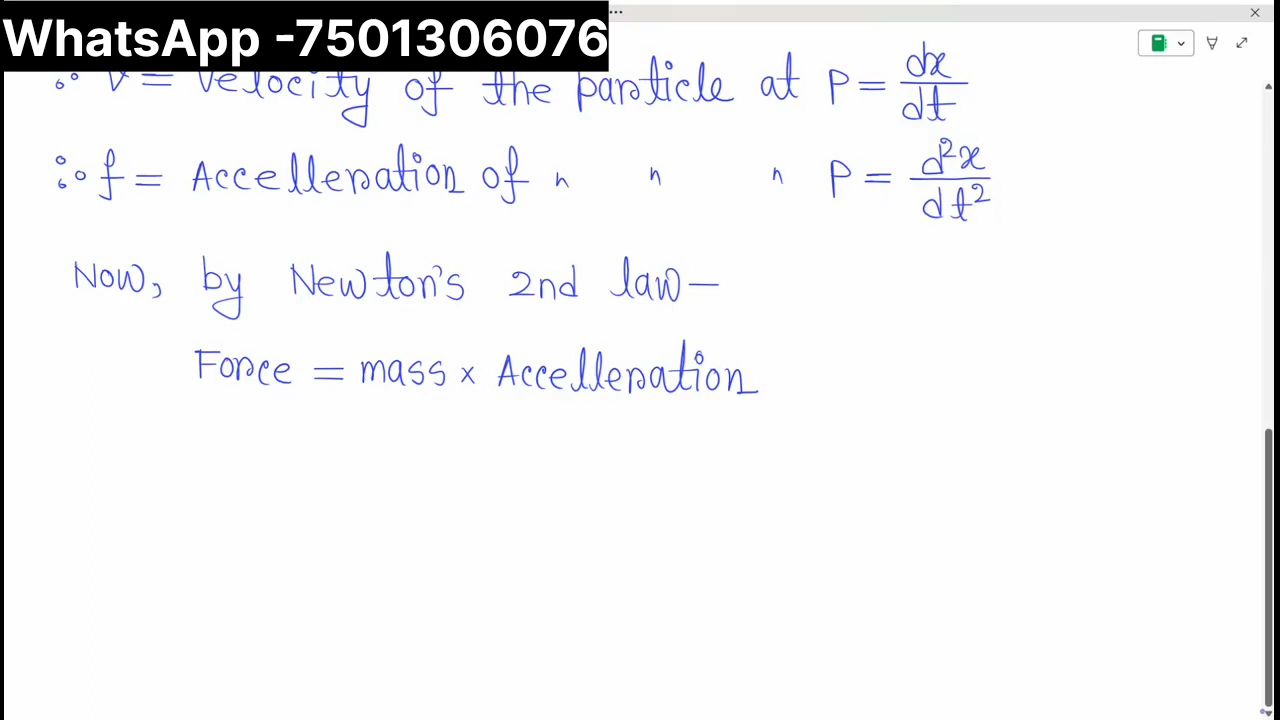 WhatsApp -7501306076
∴ v = Velocity of the particle at P = dx/dt
∴ f = Accelleration of " " " P = d²x/dt²
Now, by Newton's 2nd law—
Force = mass × Accelleration